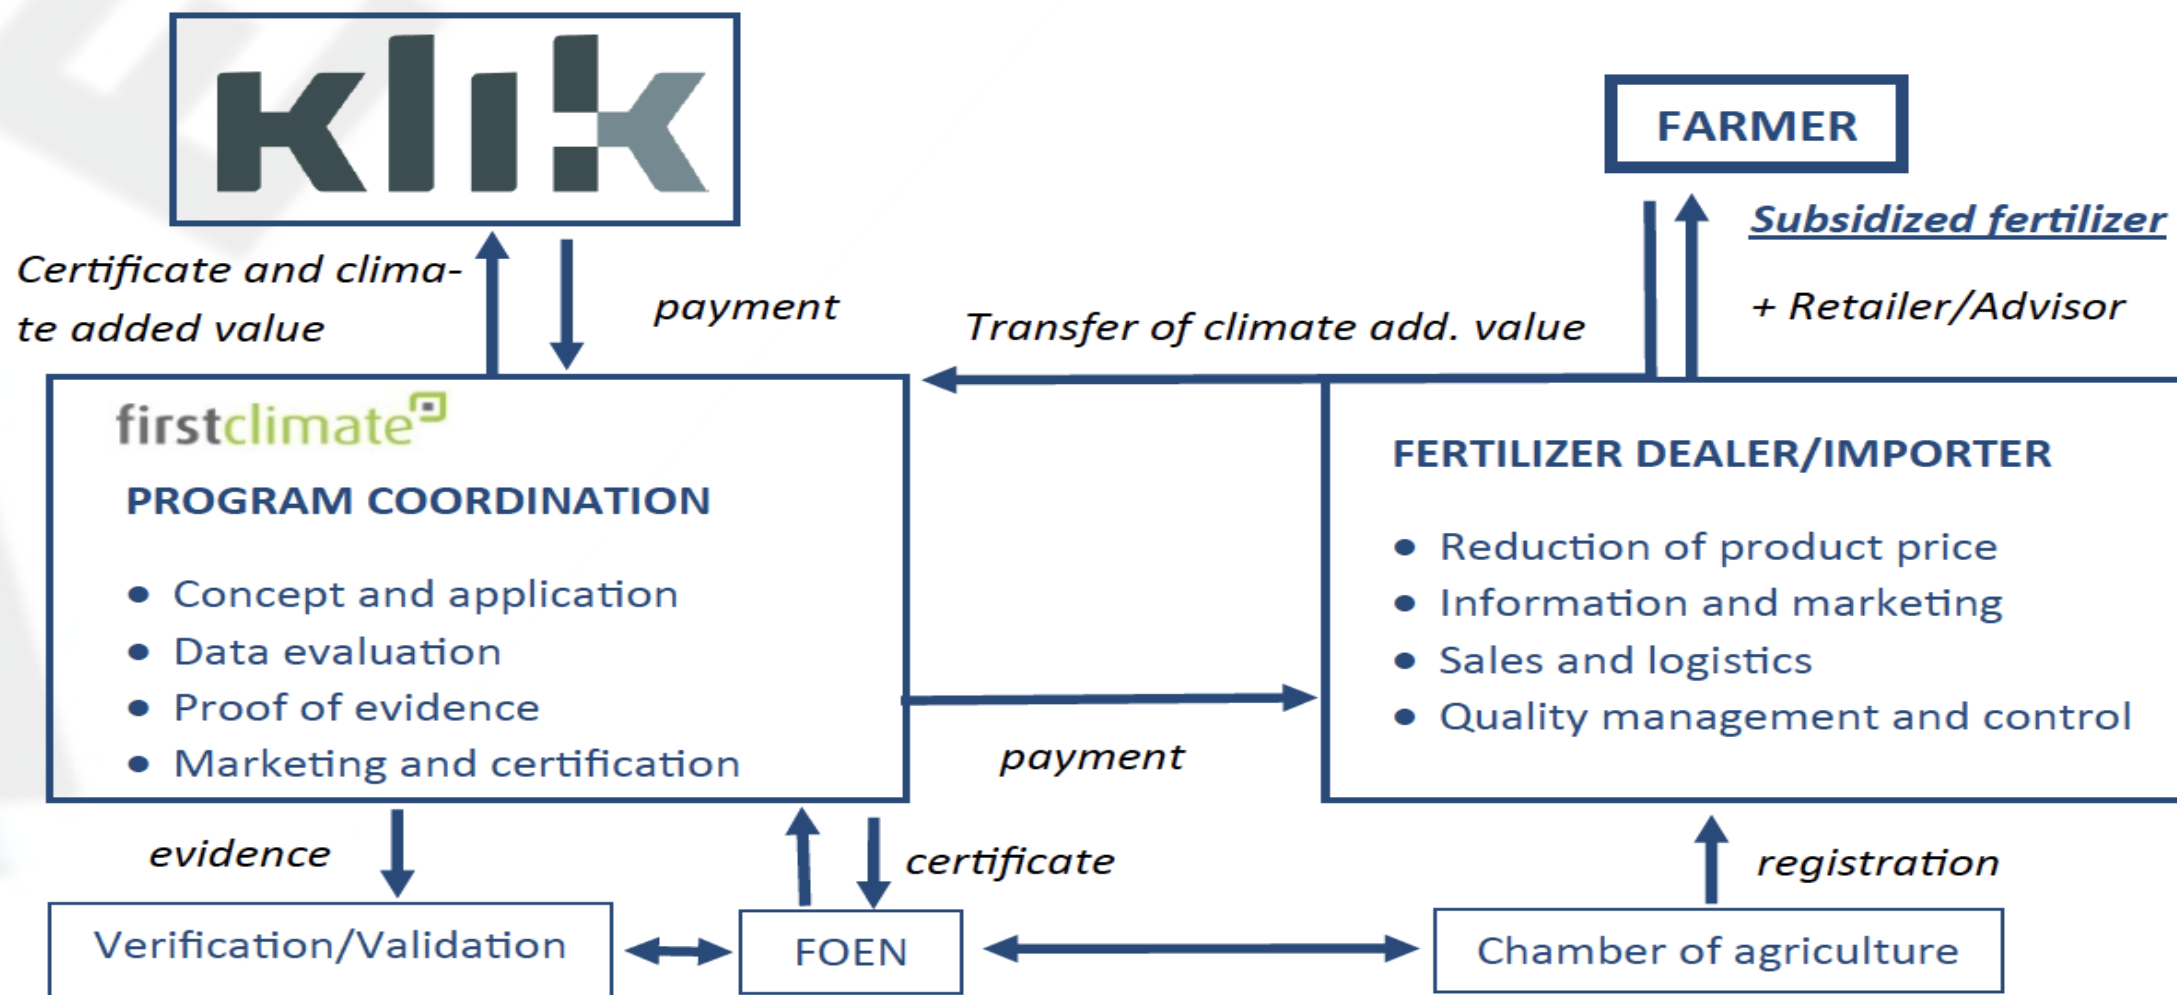 klik
FARMER
Subsidized fertilizer
+ Retailer/Advisor
Certificate and clima-
te added value
payment
Transfer of climate add. value
firstclimate
PROGRAM COORDINATION
• Concept and application
• Data evaluation
• Proof of evidence
• Marketing and certification
payment
FERTILIZER DEALER/IMPORTER
• Reduction of product price
• Information and marketing
• Sales and logistics
• Quality management and control
evidence
certificate
registration
Verification/Validation
FOEN
Chamber of agriculture